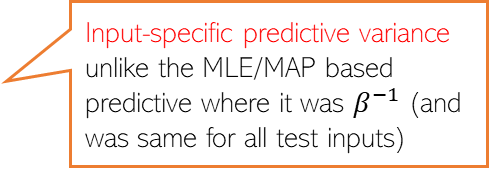 Input-specific predictive variance
unlike the MLE/MAP based
predictive where it was β⁻¹ (and
was same for all test inputs)